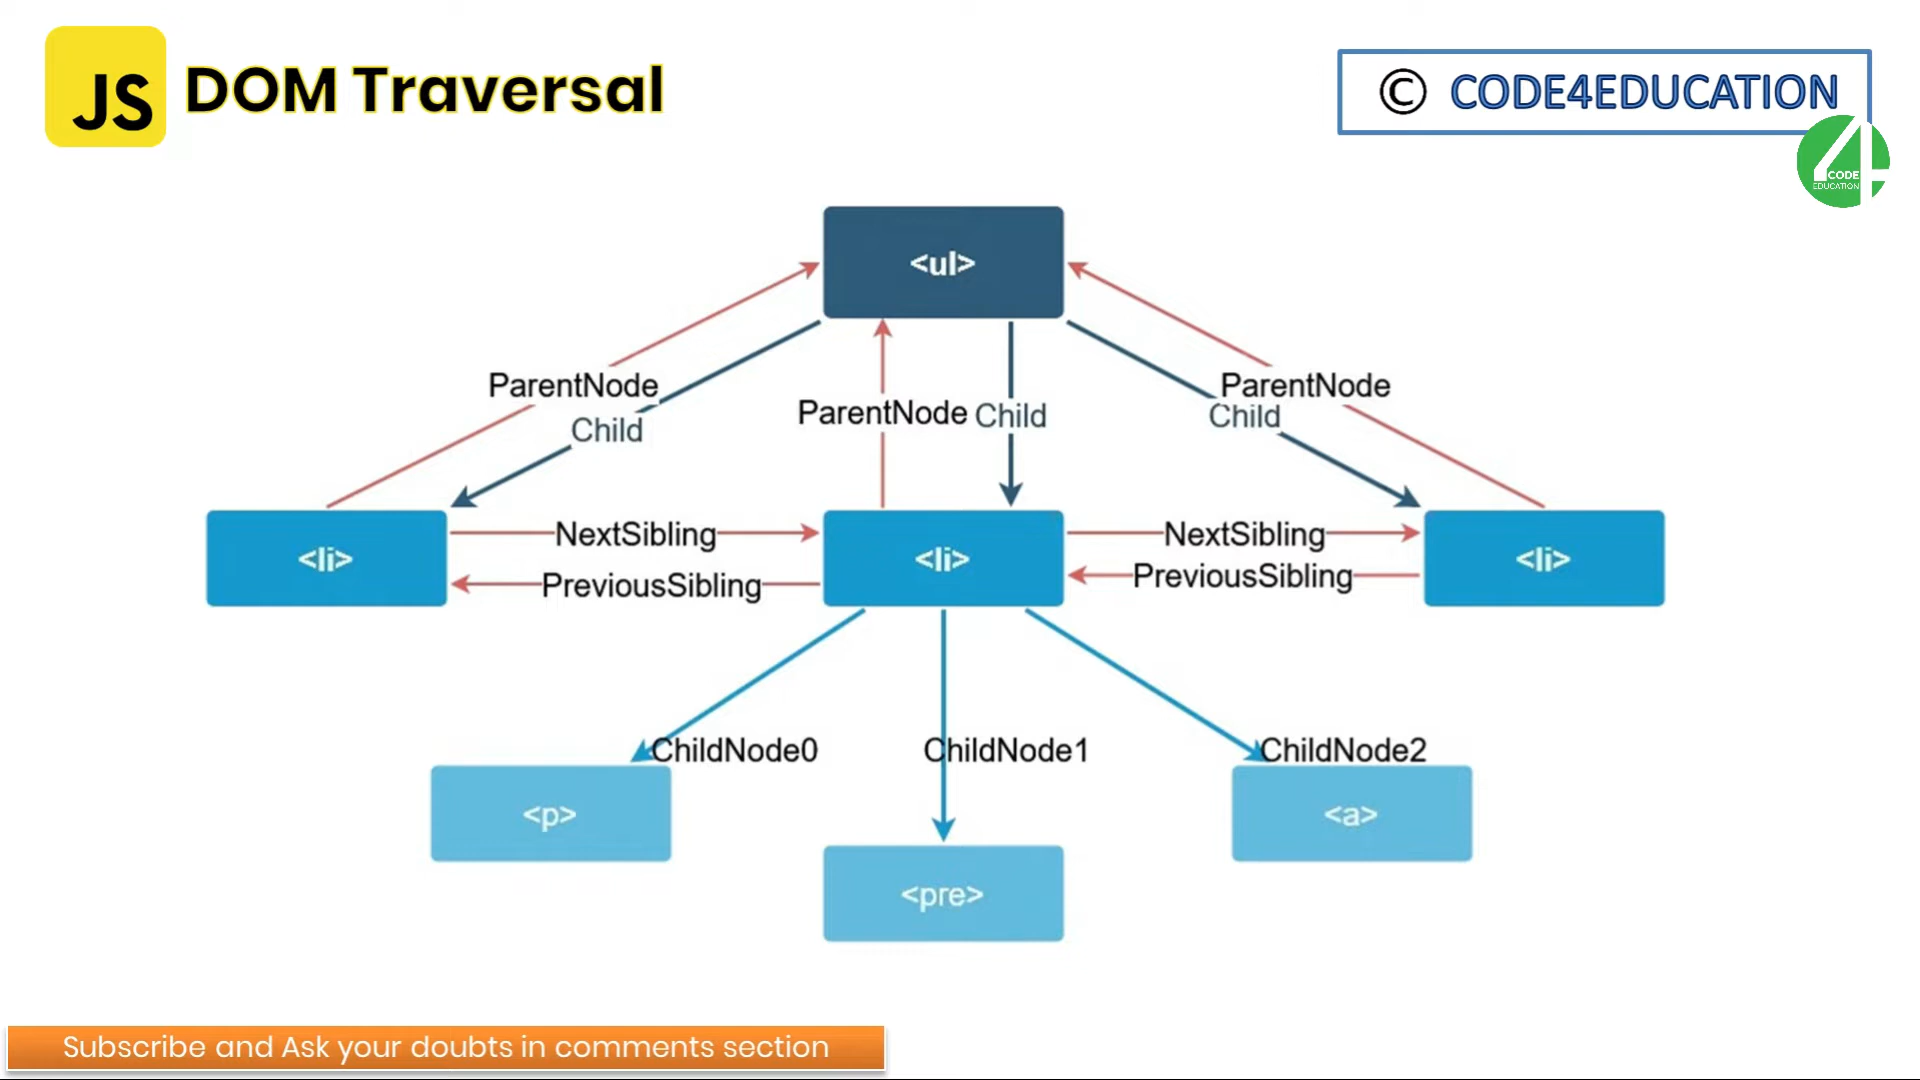 JS DOM Traversal
© CODE4EDUCATION
4
CODE
EDUCATION
<ul>
ParentNode
Child
ParentNode
Child
ParentNode
Child
<li>
NextSibling
PreviousSibling
<li>
NextSibling
PreviousSibling
<li>
ChildNode0
ChildNode1
ChildNode2
<p>
<pre>
<a>
Subscribe and Ask your doubts in comments section